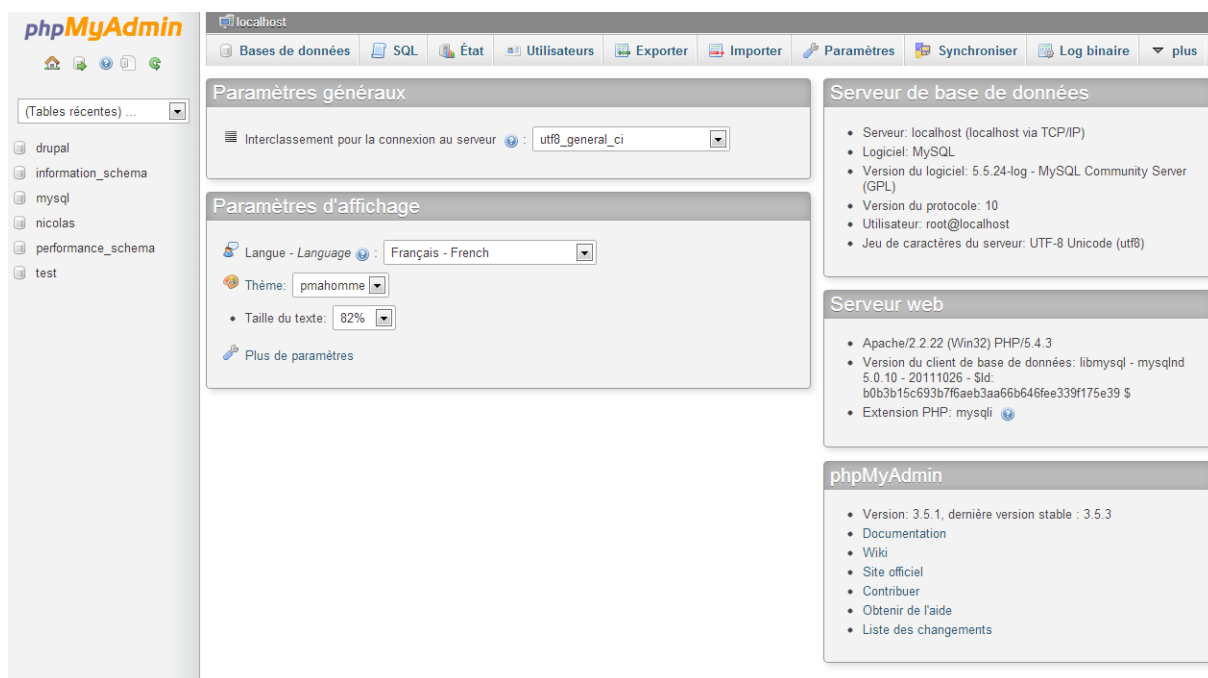 phpMyAdmin
(Tables récentes) ...
drupal
information_schema
mysql
nicolas
performance_schema
test
localhost
Bases de données
SQL
État
Utilisateurs
Exporter
Importer
Paramètres
Synchroniser
Log binaire
plus
Paramètres généraux
Interclassement pour la connexion au serveur : utf8_general_ci
Paramètres d'affichage
Langue - Language : Français - French
Thème: pmahomme
Taille du texte: 82%
Plus de paramètres
Serveur de base de données
Serveur: localhost (localhost via TCP/IP)
Logiciel: MySQL
Version du logiciel: 5.5.24-log - MySQL Community Server
(GPL)
Version du protocole: 10
Utilisateur: root@localhost
Jeu de caractères du serveur: UTF-8 Unicode (utf8)
Serveur web
Apache/2.2.22 (Win32) PHP/5.4.3
Version du client de base de données: libmysql - mysqlnd
5.0.10 - 20111026 - $Id:
b0b3b15c693b7f6aeb3aa66b646fee339f175e39 $
Extension PHP: mysqli
phpMyAdmin
Version: 3.5.1, dernière version stable : 3.5.3
Documentation
Wiki
Site officiel
Contribuer
Obtenir de l'aide
Liste des changements